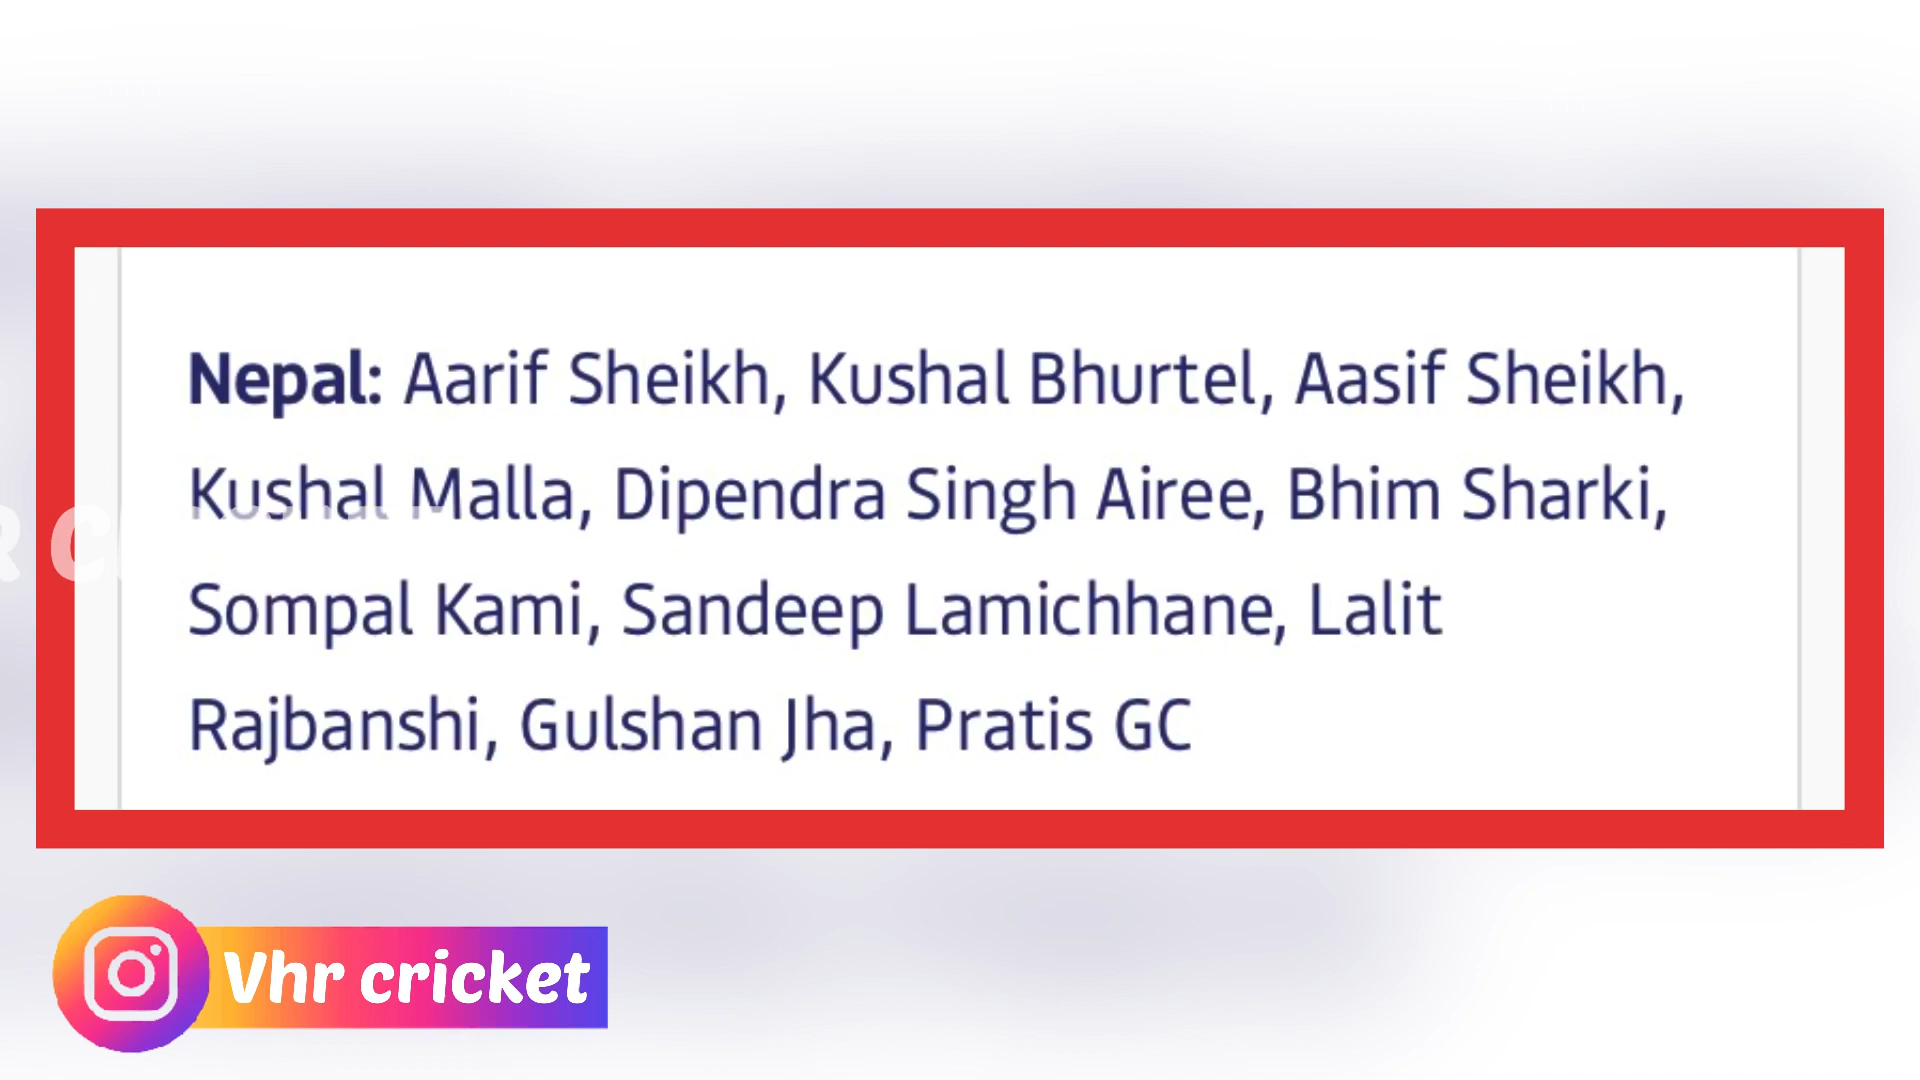 Nepal: Aarif Sheikh, Kushal Bhurtel, Aasif Sheikh,
Kushal Malla, Dipendra Singh Airee, Bhim Sharki,
Sompal Kami, Sandeep Lamichhane, Lalit
Rajbanshi, Gulshan Jha, Pratis GC
Vhr cricket